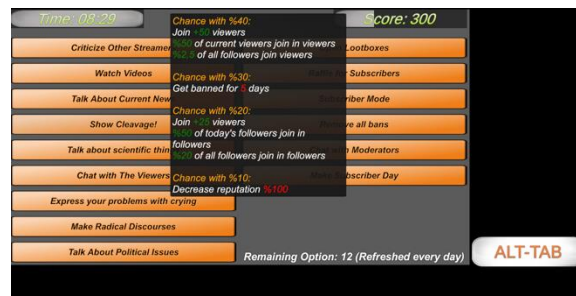 Time: 08:29
Score: 300
Chance with %40:
Join +50 viewers
%50 of current viewers join in viewers
%2,5 of all followers join viewers
Chance with %30:
Get banned for 5 days
Chance with %20:
Join +25 viewers
%50 of today's followers join in
followers
%20 of all followers join in followers
Chance with %10:
Decrease reputation %100
Criticize Other Streamer
Watch Videos
Talk About Current New
Show Cleavage!
Talk about scientific thin
Chat with The Viewers
Express your problems with crying
Make Radical Discourses
Talk About Political Issues
Lootboxes
Subscribers
Subscriber Mode
Remove all bans
Chat with Moderators
Make Subscriber Day
Remaining Option: 12 (Refreshed every day)
ALT-TAB